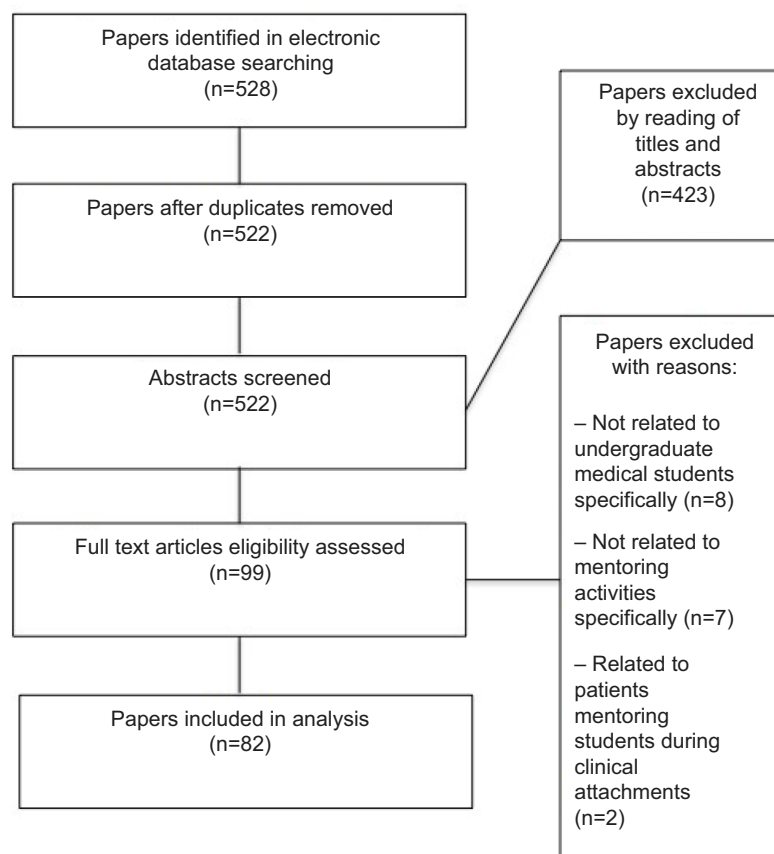 Papers identified in electronic
database searching
(n=528)
Papers after duplicates removed
(n=522)
Abstracts screened
(n=522)
Full text articles eligibility assessed
(n=99)
Papers included in analysis
(n=82)
Papers excluded
by reading of
titles and
abstracts
(n=423)
Papers excluded
with reasons:
– Not related to
undergraduate
medical students
specifically (n=8)
– Not related to
mentoring
activities
specifically (n=7)
– Related to
patients
mentoring
students during
clinical
attachments
(n=2)